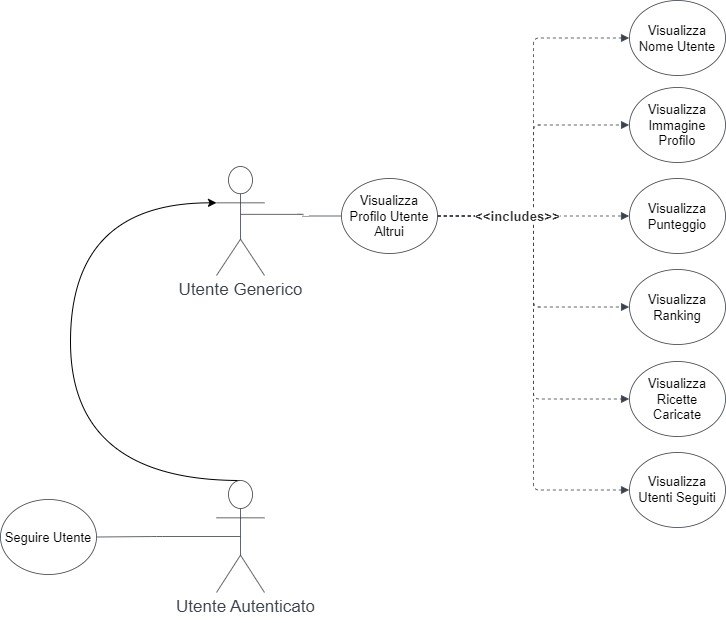 Visualizza
Nome Utente
Visualizza
Immagine
Profilo
Visualizza
Profilo Utente
Altrui
<<includes>>
Visualizza
Punteggio
Utente Generico
Visualizza
Ranking
Visualizza
Ricette
Caricate
Visualizza
Utenti Seguiti
Seguire Utente
Utente Autenticato